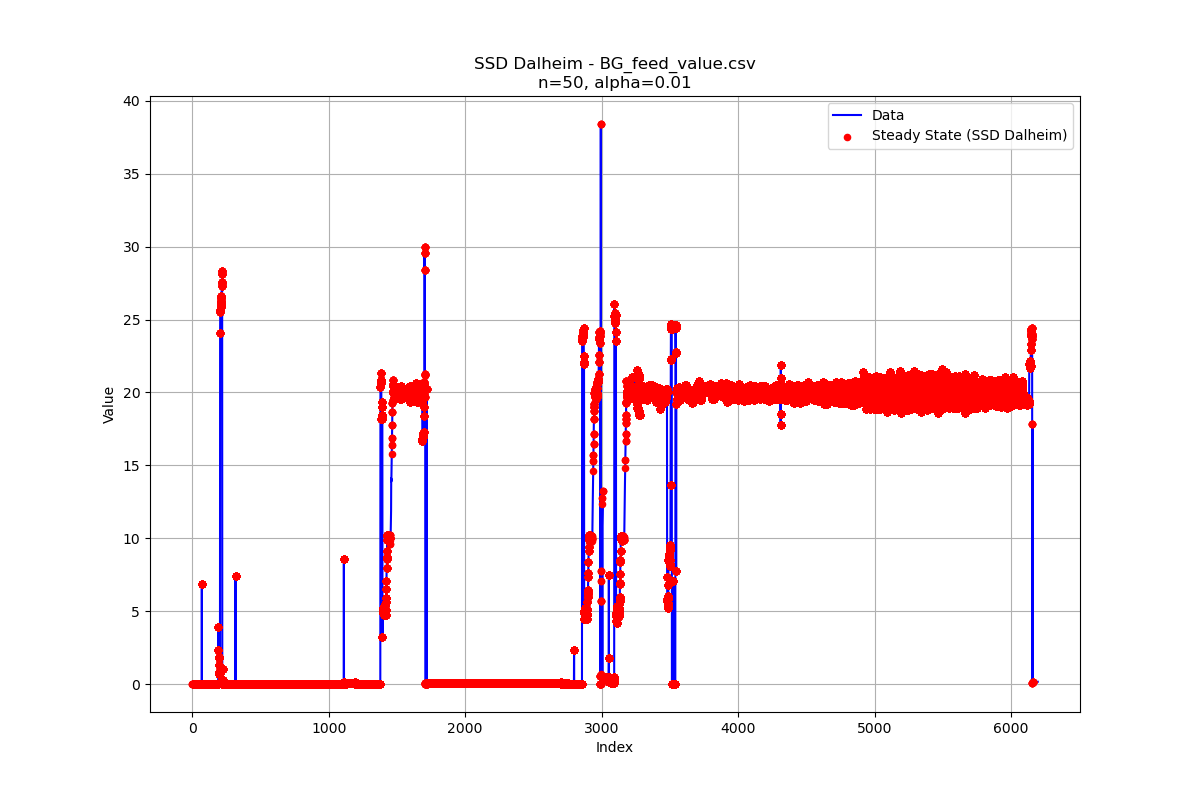 SSD Dalheim - BG_feed_value.csv
n=50, alpha=0.01
Data
Steady State (SSD Dalheim)
Value
40
35
30
25
20
15
10
5
0
0 1000 2000 3000 4000 5000 6000
Index